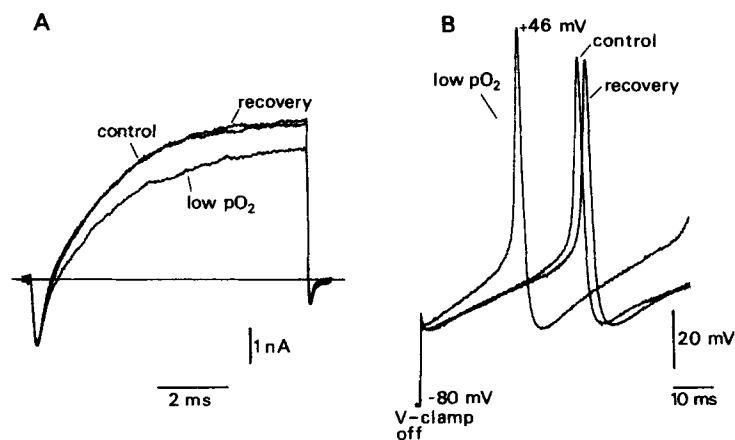 A
recovery
control
low pO₂
1 nA
2 ms
B
+46 mV
control
low pO₂
recovery
20 mV
-80 mV
V-clamp
off
10 ms